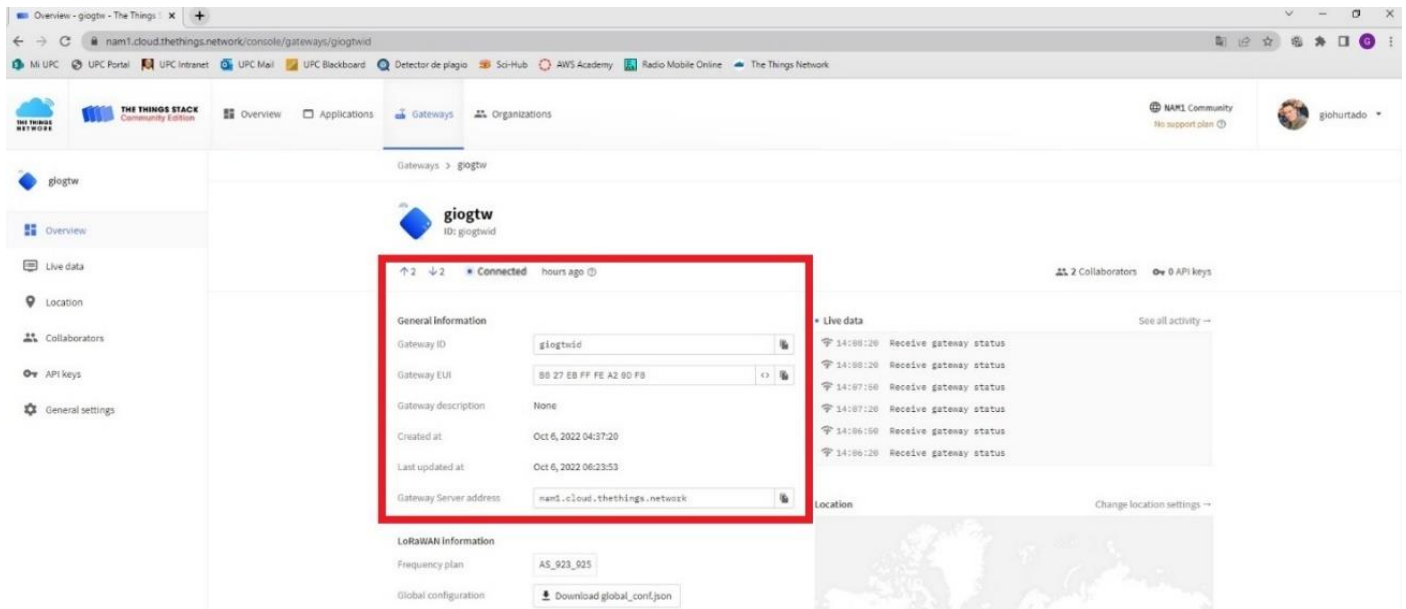 Overview - giogtw - The Things S
nam1.cloud.thethings.network/console/gateways/giogtwid
Mi UPC UPC Portal UPC Intranet UPC Mail UPC Blackboard Detector de plagio Sci-Hub AWS Academy Radio Mobile Online The Things Network
THE THINGS NETWORK
THE THINGS STACK
Community Edition
Overview Applications Gateways Organizations
NAM1 Community
No support plan
giohurtado
giogtw
Overview
Live data
Location
Collaborators
API keys
General settings
Gateways > giogtw
giogtw
ID: giogtwid
↑2 ↓2 Connected hours ago
2 Collaborators 0 API keys
General information
Gateway ID giogtwid
Gateway EUI B8 27 EB FF FE A2 0D F8
Gateway description None
Created at Oct 6, 2022 04:37:20
Last updated at Oct 6, 2022 06:23:53
Gateway Server address nam1.cloud.thethings.network
LoRaWAN information
Frequency plan AS_923_925
Global configuration Download global_conf.json
Live data See all activity →
14:08:20 Receive gateway status
14:08:20 Receive gateway status
14:07:50 Receive gateway status
14:07:20 Receive gateway status
14:06:50 Receive gateway status
14:06:20 Receive gateway status
Location Change location settings →